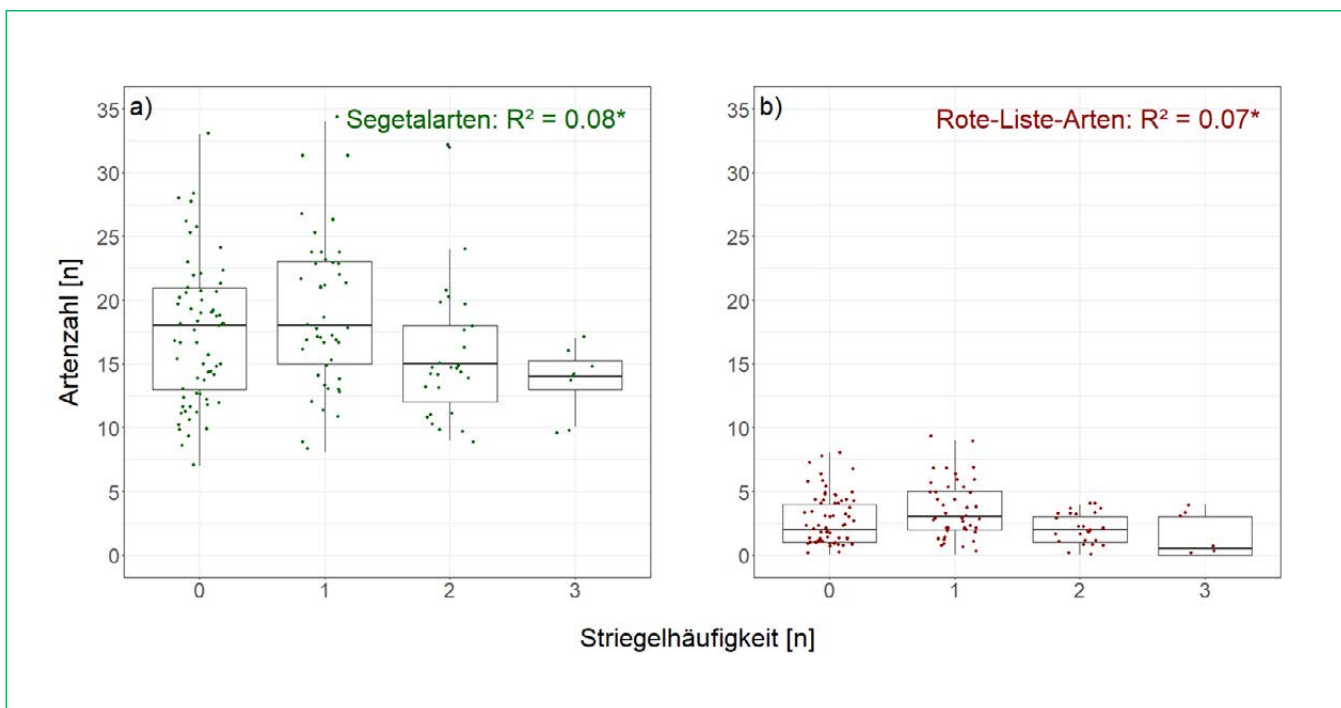 a)
Segetalarten: R² = 0.08*
35
30
25
20
15
10
5
0
0 1 2 3
Artenzahl [n]
b)
Rote-Liste-Arten: R² = 0.07*
35
30
25
20
15
10
5
0
0 1 2 3
Striegelhäufigkeit [n]